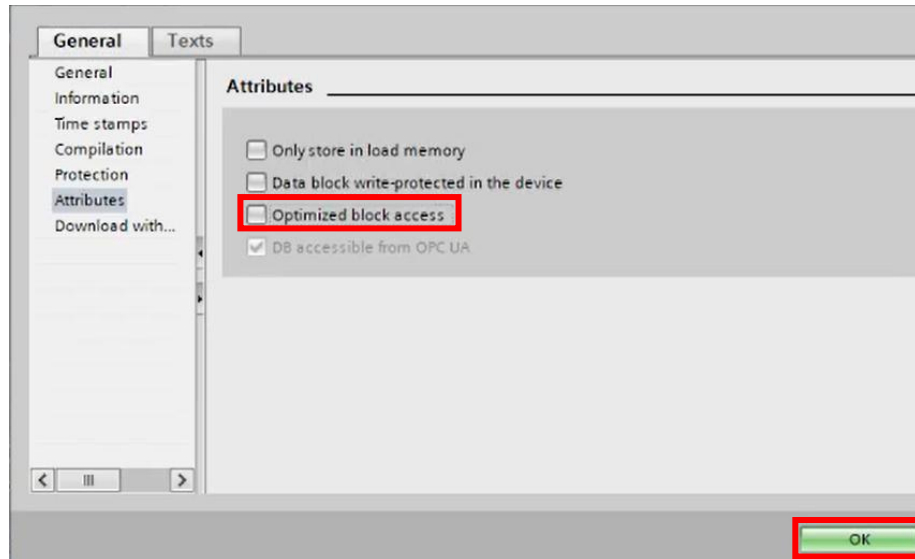 General
Texts
General
Information
Time stamps
Compilation
Protection
Attributes
Download with...
Attributes
Only store in load memory
Data block write-protected in the device
Optimized block access
DB accessible from OPC UA
OK